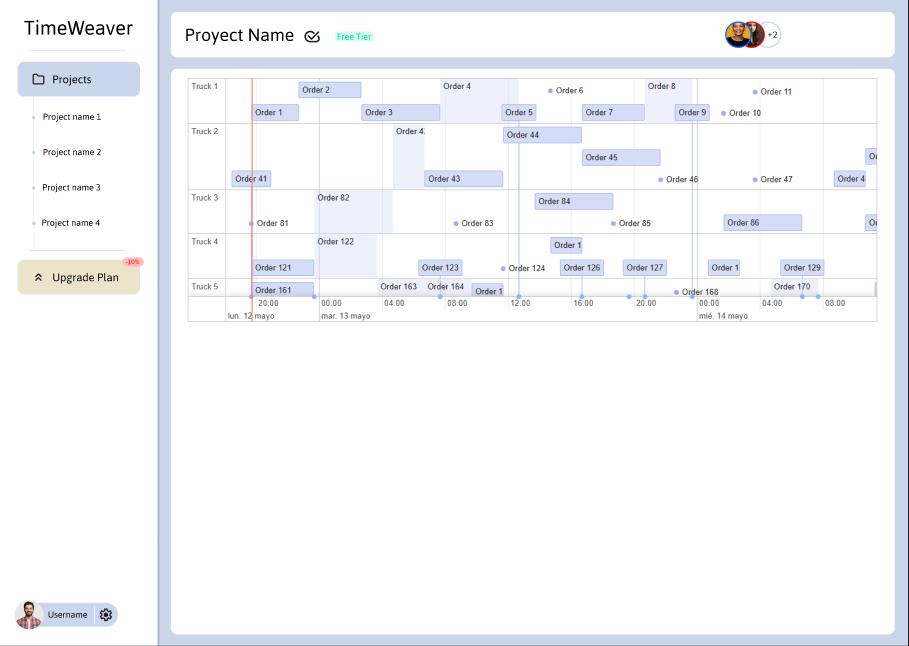 TimeWeaver
Projects
Project name 1
Project name 2
Project name 3
Project name 4
-10%
Upgrade Plan
Username
Proyect Name
Free Tier
+2
Truck 1
Order 2
Order 4
Order 6
Order 8
Order 11
Order 1
Order 3
Order 5
Order 7
Order 9
Order 10
Truck 2
Order 4
Order 44
Order 45
Or
Order 41
Order 43
Order 46
Order 47
Order 4
Truck 3
Order 82
Order 84
Order 81
Order 83
Order 85
Order 86
Or
Truck 4
Order 122
Order 1
Order 121
Order 123
Order 124
Order 126
Order 127
Order 1
Order 129
Truck 5
Order 161
Order 163
Order 164
Order 1
Order 168
Order 170
20:00
00:00
04:00
08:00
12:00
16:00
20:00
00:00
04:00
08:00
lun. 12 mayo
mar. 13 mayo
mié. 14 mayo